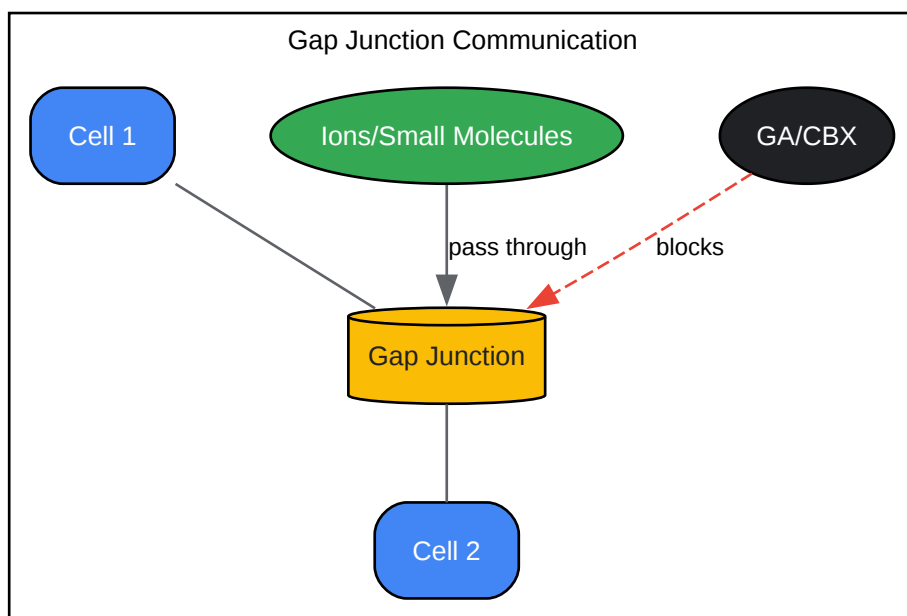 Gap Junction Communication
Cell 1
Ions/Small Molecules
GA/CBX
pass through
blocks
Gap Junction
Cell 2